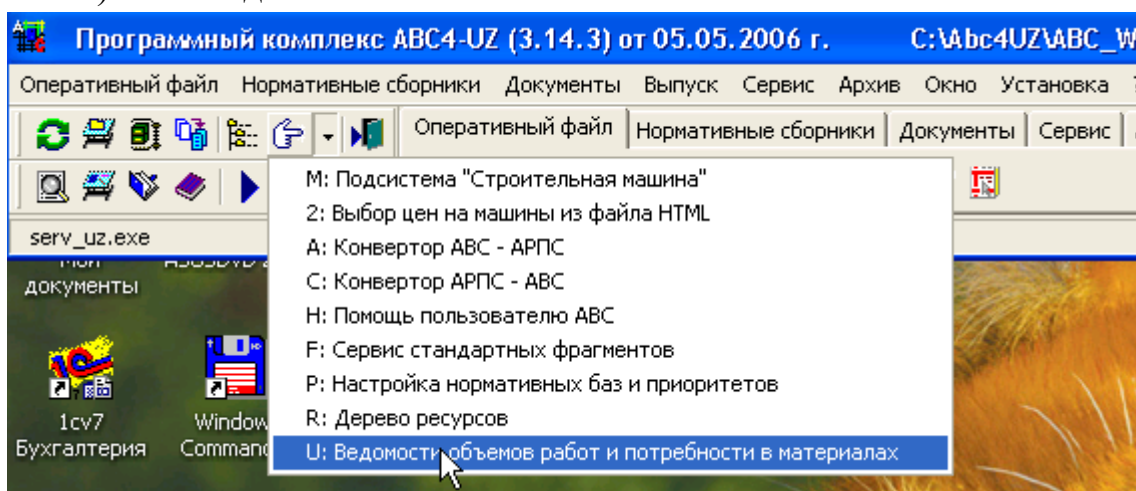 Программный комплекс ABC4-UZ (3.14.3) от 05.05.2006 г. C:\Abc4UZ\ABC_W
Оперативный файл Нормативные сборники Документы Выпуск Сервис Архив Окно Установка ?
Оперативный файл Нормативные сборники Документы Сервис
M: Подсистема "Строительная машина"
2: Выбор цен на машины из файла HTML
serv_uz.exe
A: Конвертор АВС - АРПС
C: Конвертор АРПС - АВС
документы
H: Помощь пользователю АВС
F: Сервис стандартных фрагментов
P: Настройка нормативных баз и приоритетов
R: Дерево ресурсов
1cv7
Бухгалтерия
Window
Command
U: Ведомости объемов работ и потребности в материалах